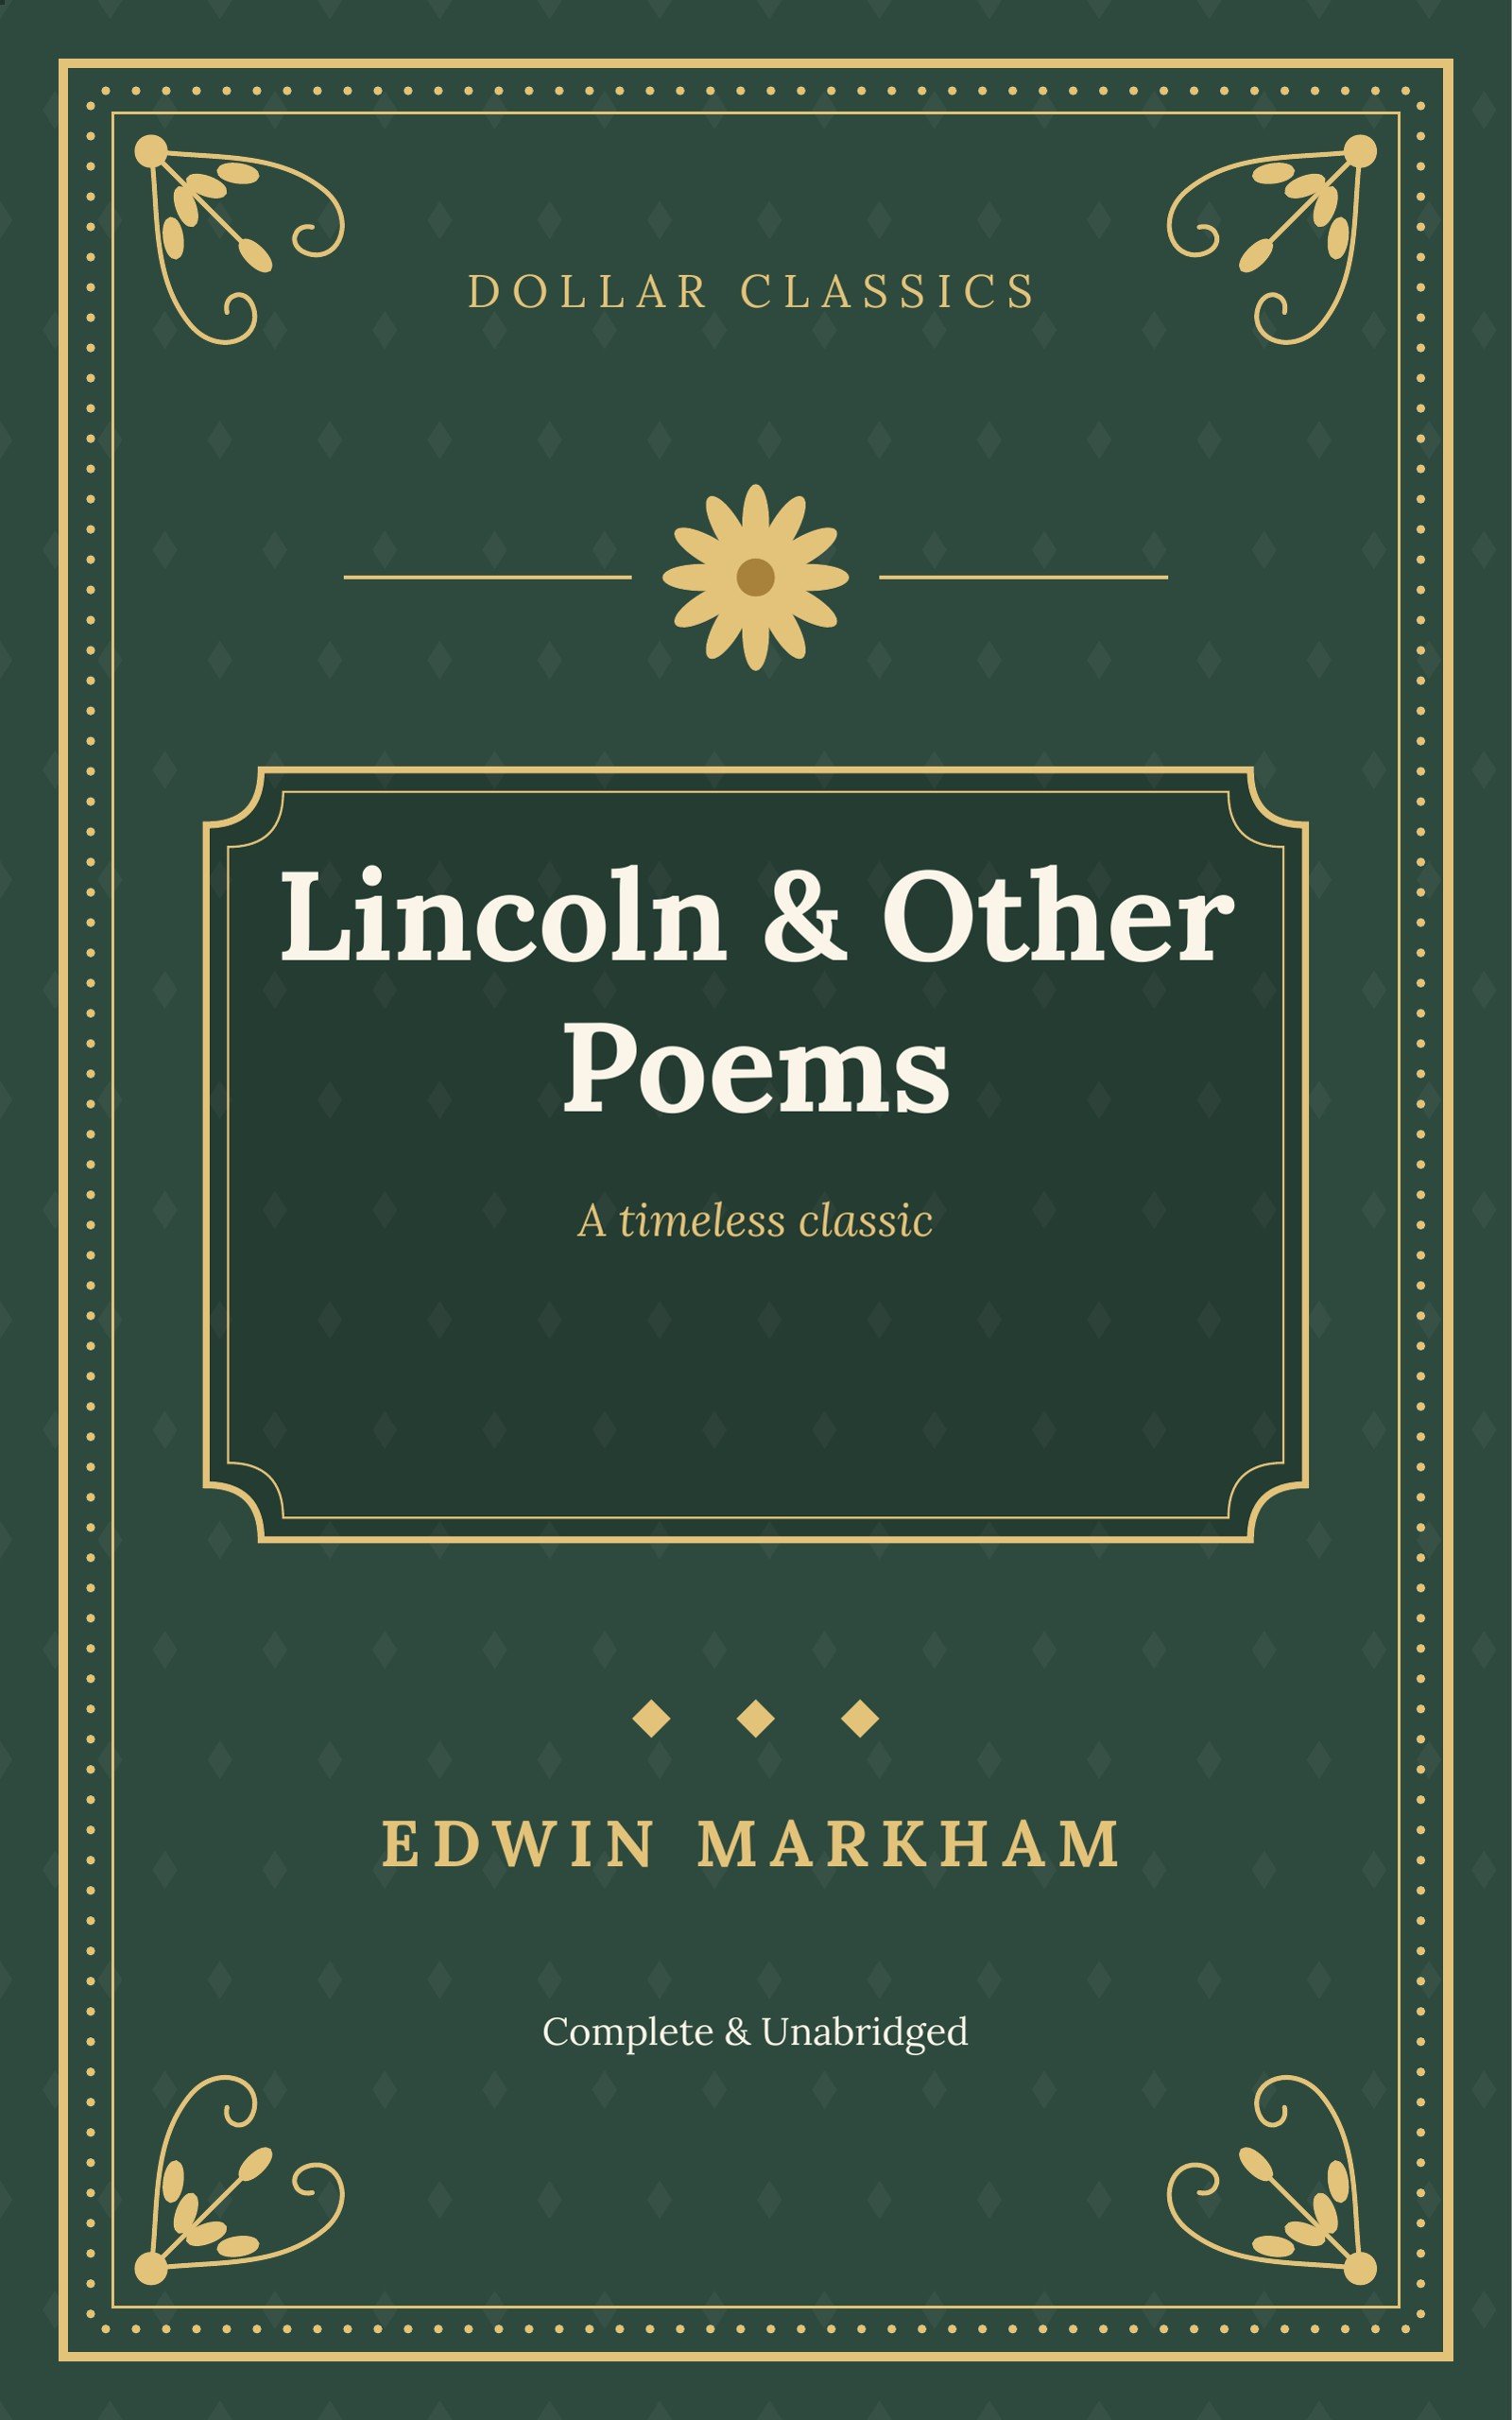 DOLLAR CLASSICS
Lincoln & Other
Poems
A timeless classic
EDWIN MARKHAM
Complete & Unabridged